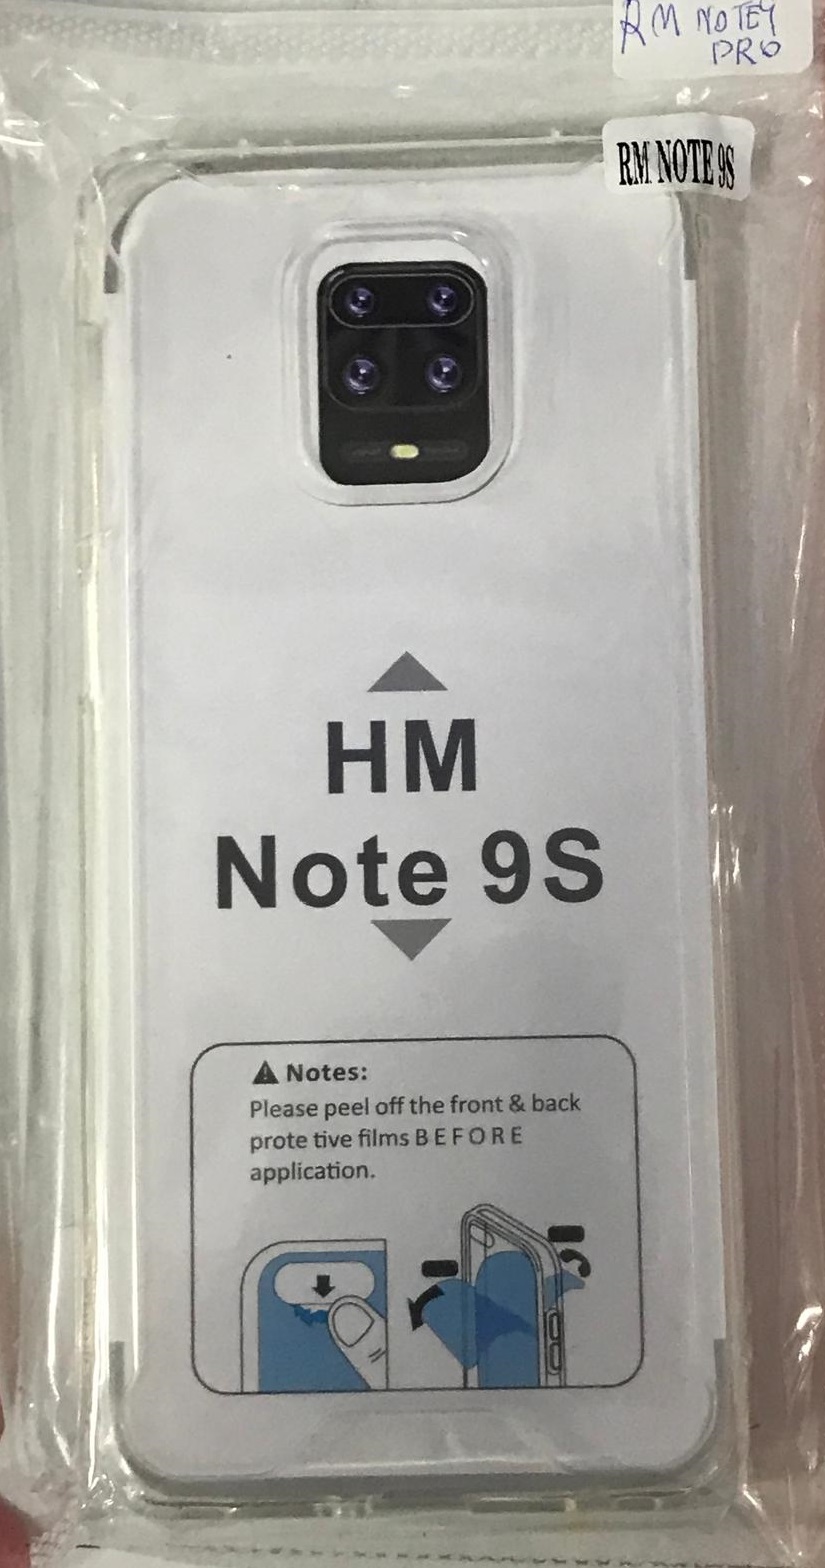 RM NOTE9
PRO
RM NOTE 9S
HM
Note 9S
Notes:
Please peel off the front & back
prote tive films BEFORE
application.